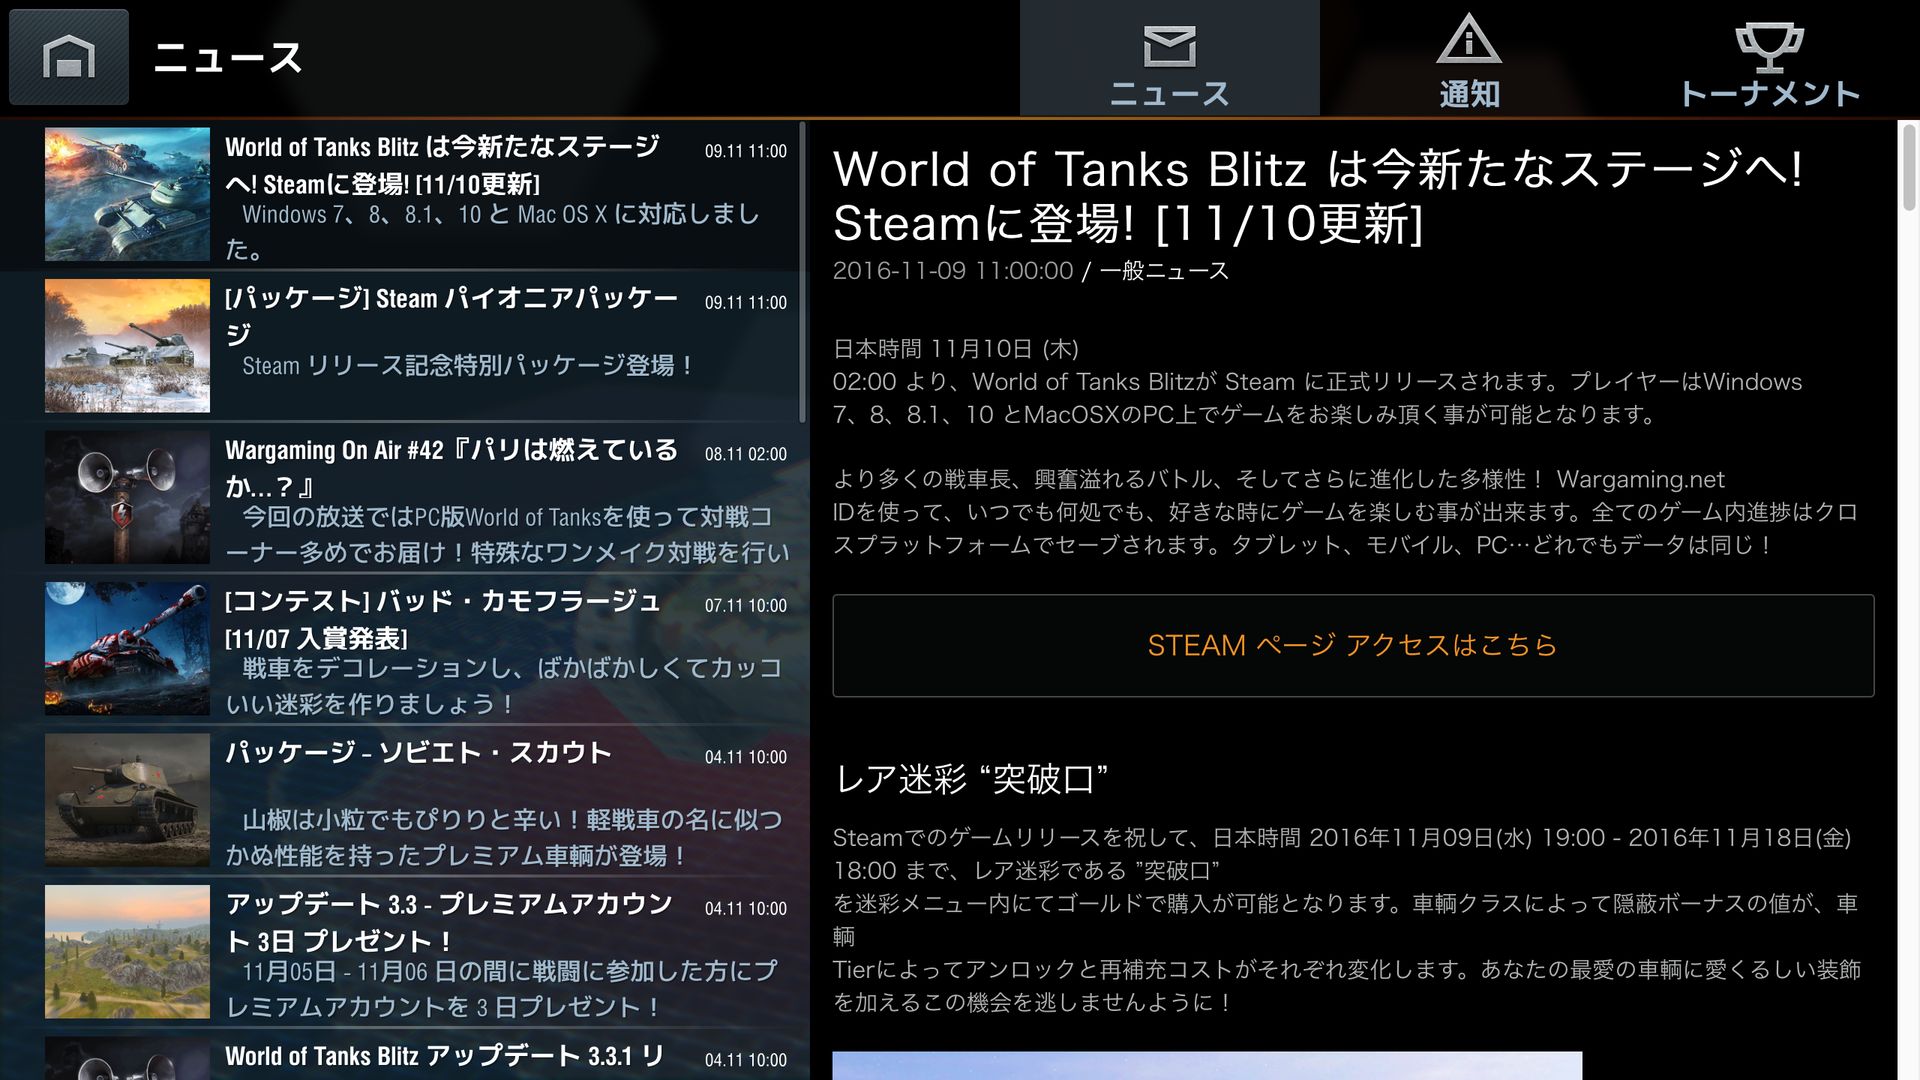 ニュース
ニュース
通知
トーナメント
World of Tanks Blitz は今新たなステージ
へ! Steamに登場! [11/10更新]
09.11 11:00
Windows 7、8、8.1、10 と Mac OS X に対応しまし
た。
[パッケージ] Steam パイオニアパッケー
ジ
09.11 11:00
Steam リリース記念特別パッケージ登場！
Wargaming On Air #42『パリは燃えている
か…？』
08.11 02:00
今回の放送ではPC版World of Tanksを使って対戦コ
ーナー多めでお届け！特殊なワンメイク対戦を行い
[コンテスト] バッド・カモフラージュ
[11/07 入賞発表]
07.11 10:00
戦車をデコレーションし、ばかばかしくてカッコ
いい迷彩を作りましょう！
パッケージ – ソビエト・スカウト
04.11 10:00
山椒は小粒でもぴりりと辛い！軽戦車の名に似つ
かぬ性能を持ったプレミアム車輌が登場！
アップデート 3.3 - プレミアムアカウン
ト 3日 プレゼント！
04.11 10:00
11月05日 - 11月06 日の間に戦闘に参加した方にプ
レミアムアカウントを 3 日プレゼント！
World of Tanks Blitz アップデート 3.3.1 リ
04.11 10:00
World of Tanks Blitz は今新たなステージへ!
Steamに登場! [11/10更新]
2016-11-09 11:00:00 / 一般ニュース
日本時間 11月10日 (木)
02:00 より、World of Tanks Blitzが Steam に正式リリースされます。プレイヤーはWindows
7、8、8.1、10 とMacOSXのPC上でゲームをお楽しみ頂く事が可能となります。
より多くの戦車長、興奮溢れるバトル、そしてさらに進化した多様性！ Wargaming.net
IDを使って、いつでも何処でも、好きな時にゲームを楽しむ事が出来ます。全てのゲーム内進捗はクロ
スプラットフォームでセーブされます。タブレット、モバイル、PC…どれでもデータは同じ！
STEAM ページ アクセスはこちら
レア迷彩 “突破口”
Steamでのゲームリリースを祝して、日本時間 2016年11月09日(水) 19:00 - 2016年11月18日(金)
18:00 まで、レア迷彩である ”突破口”
を迷彩メニュー内にてゴールドで購入が可能となります。車輌クラスによって隠蔽ボーナスの値が、車
輌
Tierによってアンロックと再補充コストがそれぞれ変化します。あなたの最愛の車輌に愛くるしい装飾
を加えるこの機会を逃しませんように！